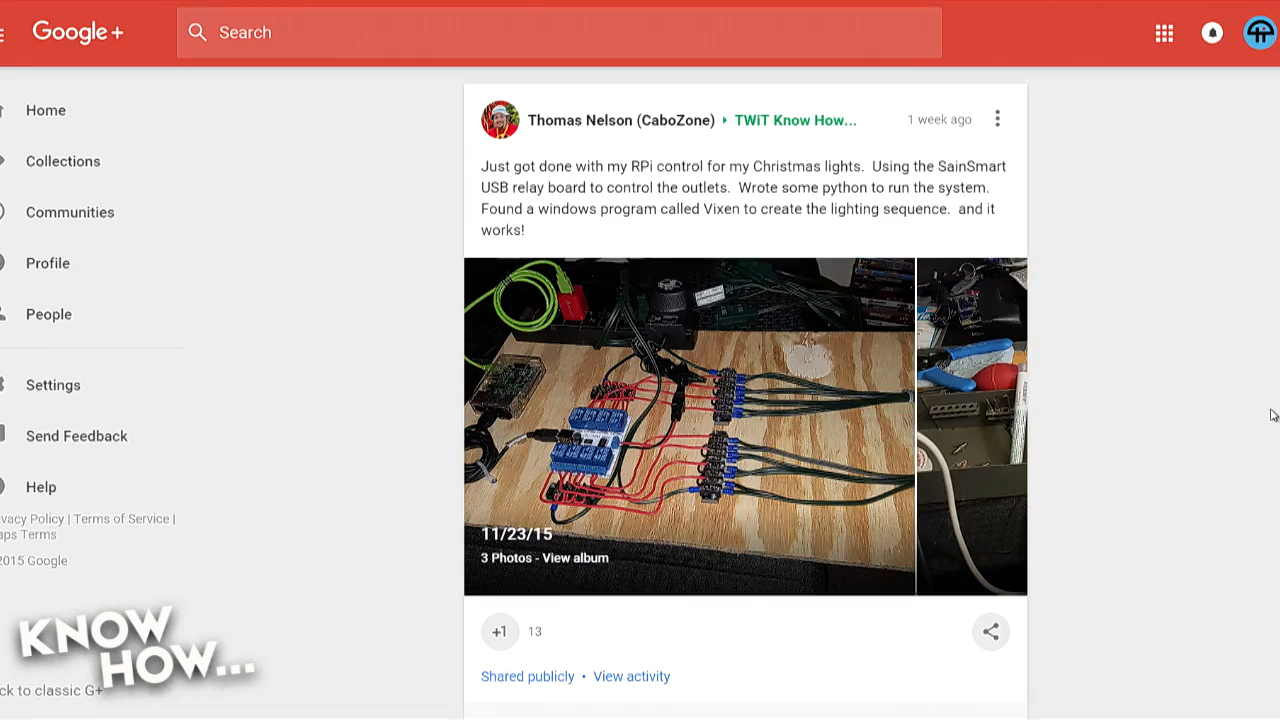 Google+
Search
Home
Collections
Communities
Profile
People
Settings
Send Feedback
Help
vacy Policy | Terms of Service |
aps Terms
2015 Google
ck to classic G+
KNOW
HOW...
Thomas Nelson (CaboZone) ▸ TWiT Know How...
1 week ago
Just got done with my RPi control for my Christmas lights.  Using the SainSmart
USB relay board to control the outlets.  Wrote some python to run the system.
Found a windows program called Vixen to create the lighting sequence.  and it
works!
11/23/15
3 Photos - View album
+1
13
Shared publicly • View activity